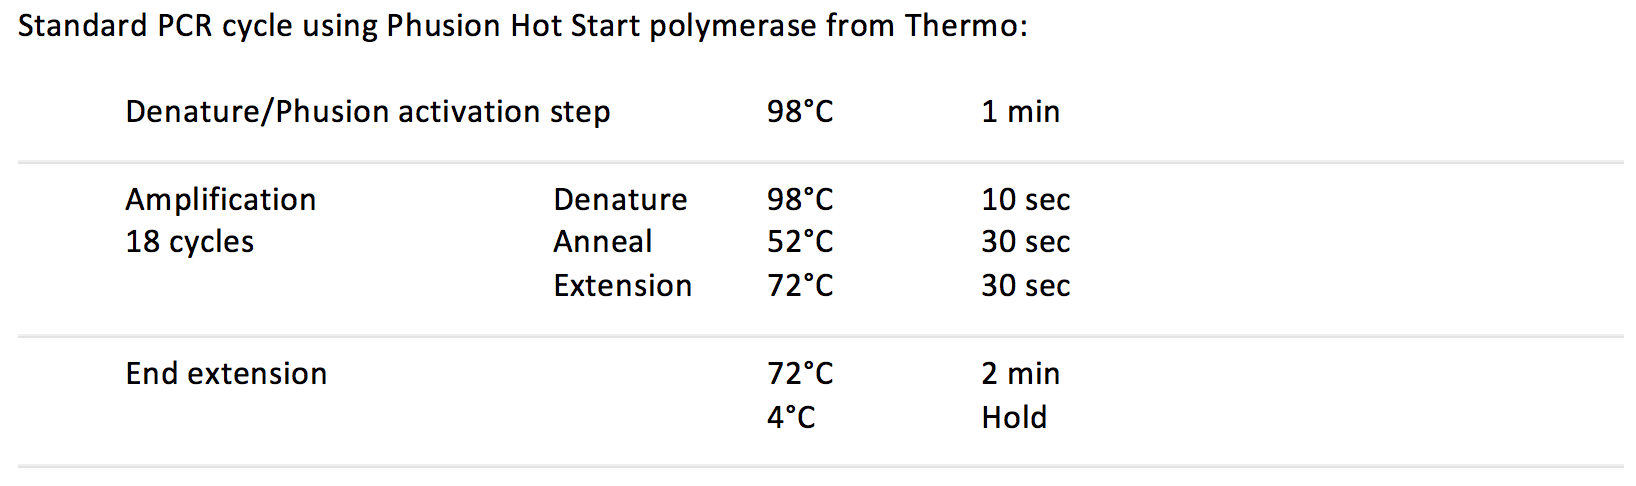 Standard PCR cycle using Phusion Hot Start polymerase from Thermo:
Denature/Phusion activation step 98°C 1 min
Amplification Denature 98°C 10 sec
18 cycles Anneal 52°C 30 sec
Extension 72°C 30 sec
End extension 72°C 2 min
4°C Hold